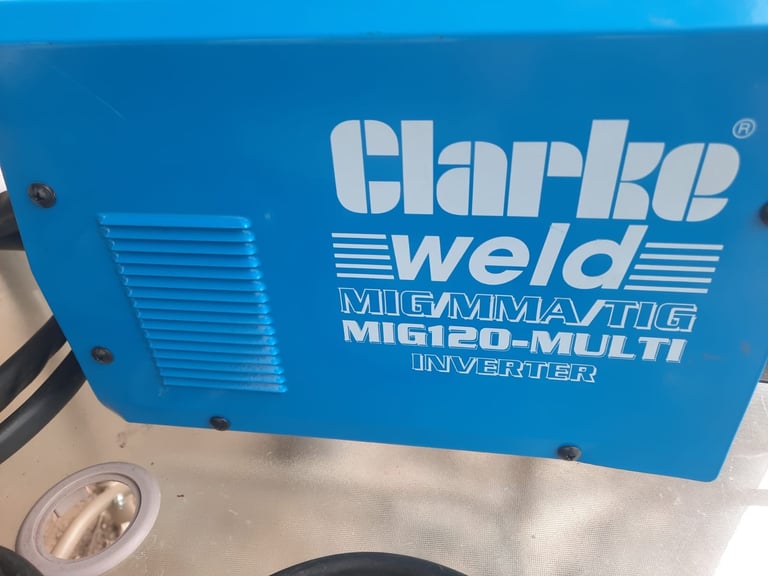 Clarke®
weld
MIG/MMA/TIG
MIG120-MULTI
INVERTER